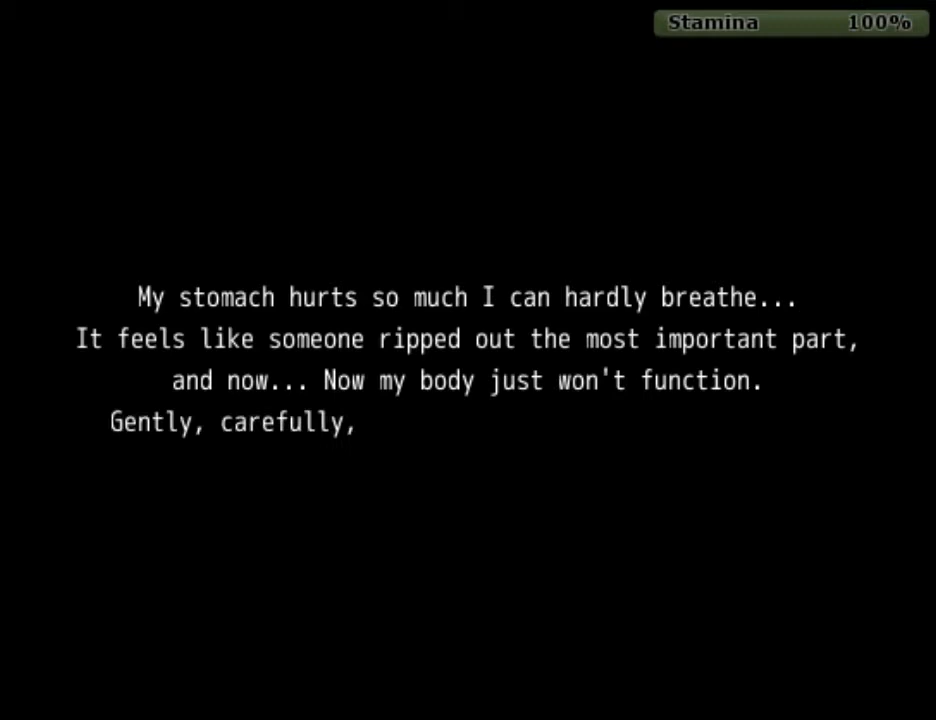 Stamina 100%
My stomach hurts so much I can hardly breathe...
It feels like someone ripped out the most important part,
and now... Now my body just won't function.
Gently, carefully,